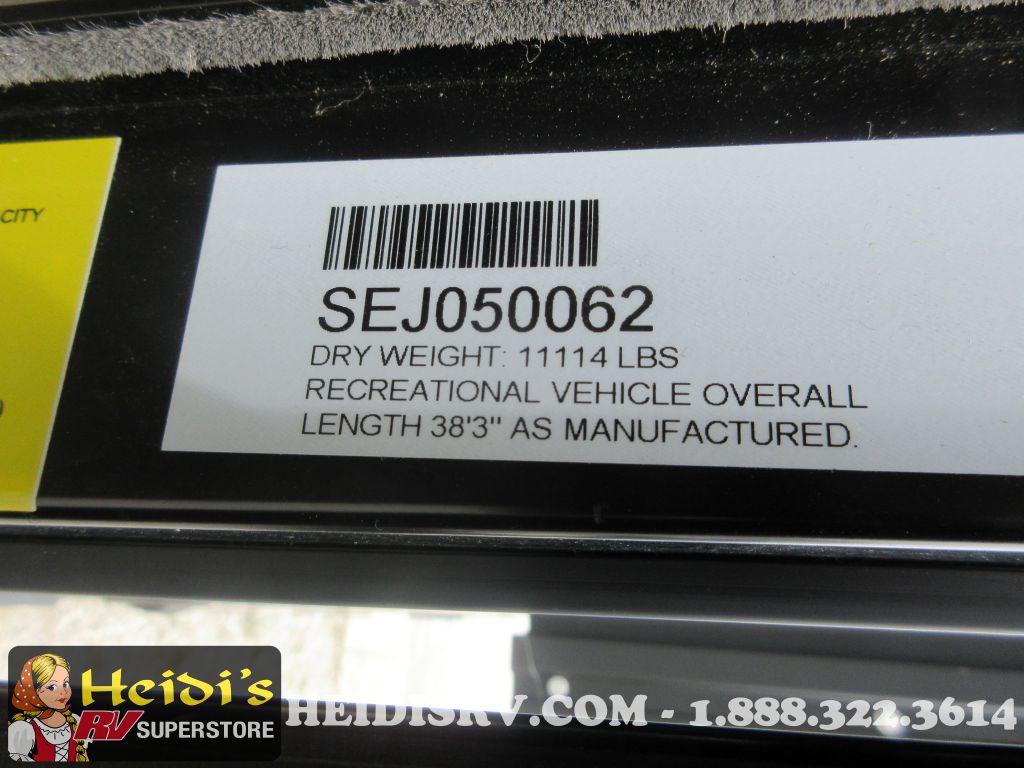 CITY
SEJ050062
DRY WEIGHT: 11114 LBS
RECREATIONAL VEHICLE OVERALL
LENGTH 38'3" AS MANUFACTURED.
Heidi's
RV SUPERSTORE
HEIDISRV.COM - 1.888.322.3614